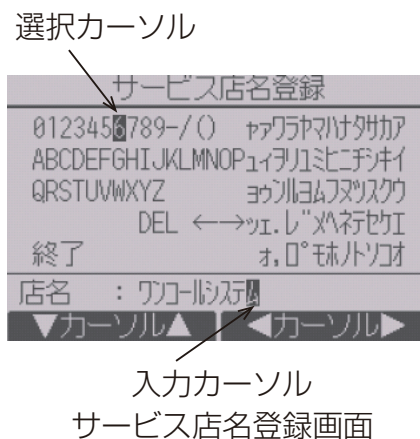 選択カーソル
サービス店名登録
0123456789-/() ャァワラヤマハナタサカア
ABCDEFGHIJKLMNOPュィヲリユミヒニチシキイ
QRSTUVWXYZ ョゥンルヨムフヌツスクウ
DEL ←→ッェ.レ゛メヘネテセケエ
終了 ォ,ロ゜モホノトソコオ
店名 : ワンコールシステム
▼カーソル▲ ◀カーソル▶
入力カーソル
サービス店名登録画面